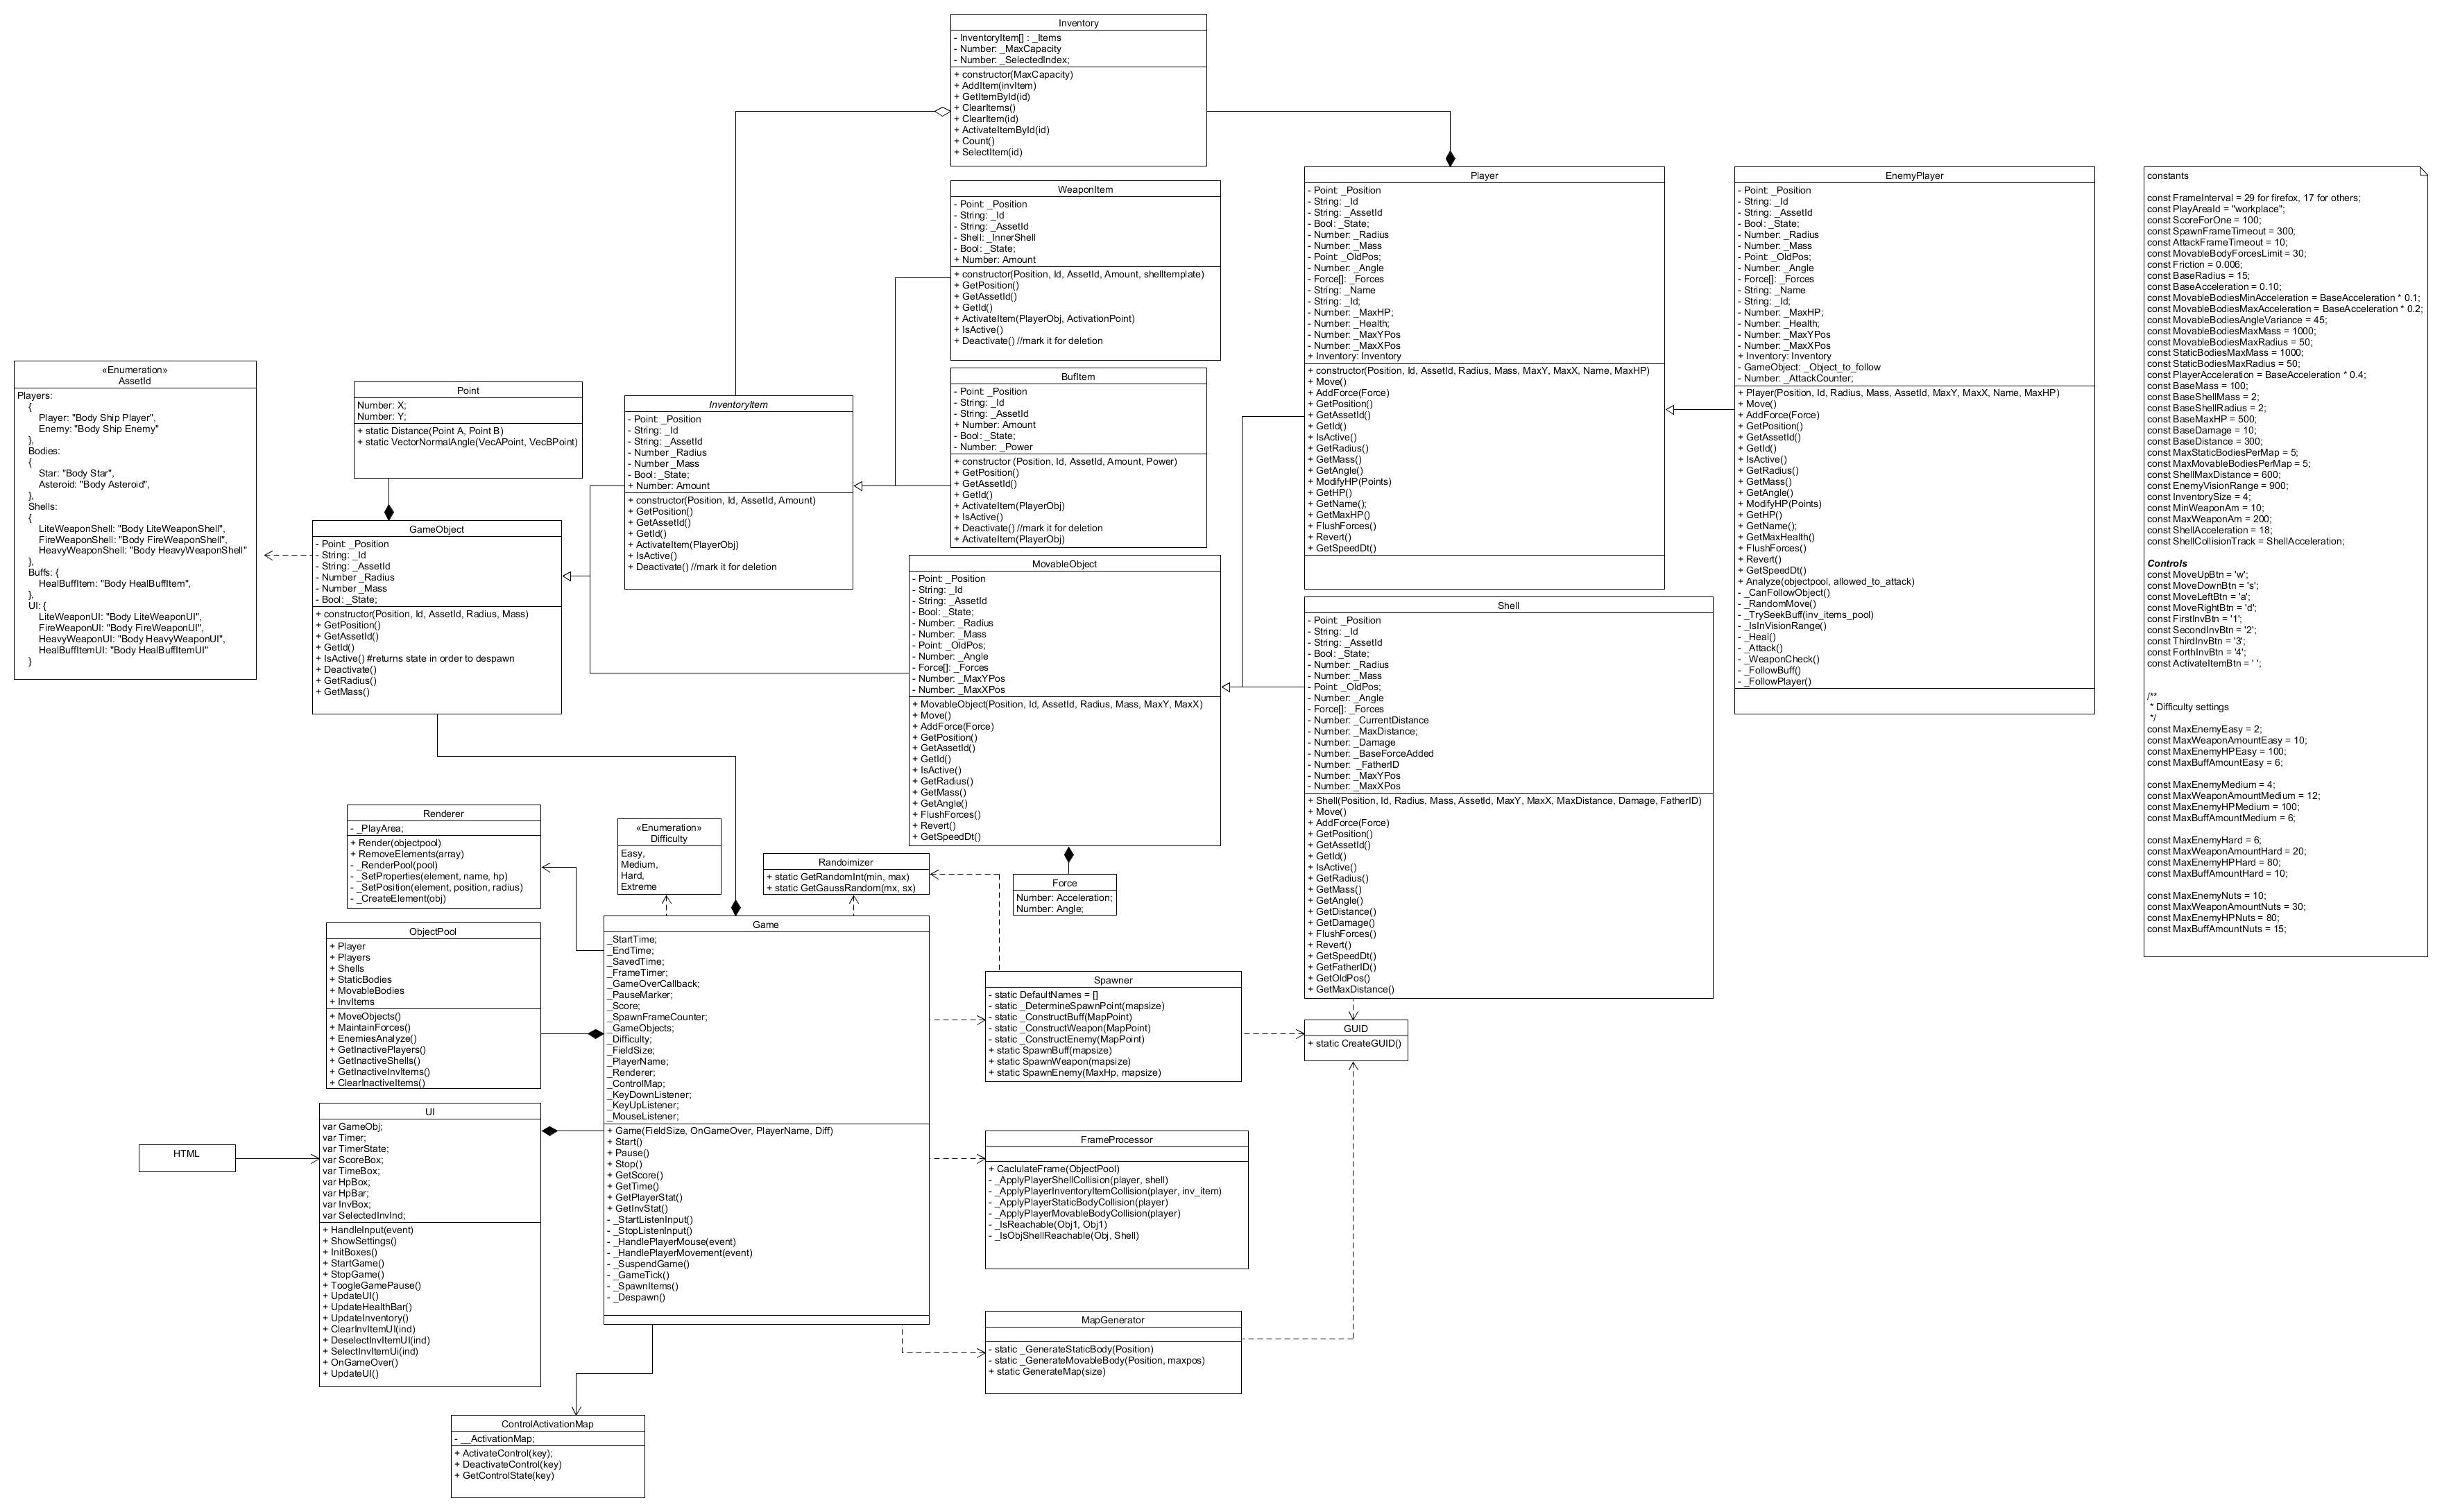 Inventory
- InventoryItem[] : _Items
- Number: _MaxCapacity
- Number: _SelectedIndex;
+ constructor(MaxCapacity)
+ AddItem(invItem)
+ GetItemById(id)
+ ClearItems()
+ ClearItem(id)
+ ActivateItemById(id)
+ Count()
+ SelectItem(id)
WeaponItem
- Point: _Position
- String: _Id
- String: _AssetId
- Shell: _InnerShell
- Bool: _State;
+ Number: Amount
+ constructor(Position, Id, AssetId, Amount, shelltemplate)
+ GetPosition()
+ GetAssetId()
+ GetId()
+ ActivateItem(PlayerObj, ActivationPoint)
+ IsActive()
+ Deactivate() //mark it for deletion
BufItem
- Point: _Position
- String: _Id
- String: _AssetId
+ Number: Amount
- Bool: _State;
- Number: _Power
+ constructor (Position, Id, AssetId, Amount, Power)
+ GetPosition()
+ GetAssetId()
+ GetId()
+ ActivateItem(PlayerObj)
+ IsActive()
+ Deactivate() //mark it for deletion
+ ActivateItem(PlayerObj)
Player
- Point: _Position
- String: _Id
- String: _AssetId
- Bool: _State;
- Number: _Radius
- Number: _Mass
- Point: _OldPos;
- Number: _Angle
- Force[]: _Forces
- String: _Name
- String: _Id;
- Number: _MaxHP;
- Number: _Health;
- Number: _MaxYPos
- Number: _MaxXPos
+ Inventory: Inventory
+ constructor(Position, Id, AssetId, Radius, Mass, MaxY, MaxX, Name, MaxHP)
+ Move()
+ AddForce(Force)
+ GetPosition()
+ GetAssetId()
+ GetId()
+ IsActive()
+ GetRadius()
+ GetMass()
+ GetAngle()
+ ModifyHP(Points)
+ GetHP()
+ GetName();
+ GetMaxHP()
+ FlushForces()
+ Revert()
+ GetSpeedDt()
EnemyPlayer
- Point: _Position
- String: _Id
- String: _AssetId
- Bool: _State;
- Number: _Radius
- Number: _Mass
- Point: _OldPos;
- Number: _Angle
- Force[]: _Forces
- String: _Name
- String: _Id;
- Number: _MaxHP;
- Number: _Health;
- Number: _MaxYPos
- Number: _MaxXPos
+ Inventory: Inventory
- GameObject: _Object_to_follow
- Number: _AttackCounter;
+ Player(Position, Id, Radius, Mass, AssetId, MaxY, MaxX, Name, MaxHP)
+ Move()
+ AddForce(Force)
+ GetPosition()
+ GetAssetId()
+ GetId()
+ IsActive()
+ GetRadius()
+ GetMass()
+ GetAngle()
+ ModifyHP(Points)
+ GetHP()
+ GetName();
+ GetMaxHealth()
+ FlushForces()
+ Revert()
+ GetSpeedDt()
+ Analyze(objectpool, allowed_to_attack)
- _CanFollowObject()
- _RandomMove()
- _TrySeekBuff(inv_items_pool)
- _IsInVisionRange()
- _Heal()
- _Attack()
- _WeaponCheck()
- _FollowBuff()
- _FollowPlayer()
constants
const FrameInterval = 29 for firefox, 17 for others;
const PlayAreaId = "workplace";
const ScoreForOne = 100;
const SpawnFrameTimeout = 300;
const AttackFrameTimeout = 10;
const MovableBodyForcesLimit = 30;
const Friction = 0.006;
const BaseRadius = 15;
const BaseAcceleration = 0.10;
const MovableBodiesMinAcceleration = BaseAcceleration * 0.1;
const MovableBodiesMaxAcceleration = BaseAcceleration * 0.2;
const MovableBodiesAngleVariance = 45;
const MovableBodiesMaxMass = 1000;
const MovableBodiesMaxRadius = 50;
const StaticBodiesMaxMass = 1000;
const StaticBodiesMaxRadius = 50;
const PlayerAcceleration = BaseAcceleration * 0.4;
const BaseMass = 100;
const BaseShellMass = 2;
const BaseShellRadius = 2;
const BaseMaxHP = 500;
const BaseDamage = 10;
const BaseDistance = 300;
const MaxStaticBodiesPerMap = 5;
const MaxMovableBodiesPerMap = 5;
const ShellMaxDistance = 600;
const EnemyVisionRange = 900;
const InventorySize = 4;
const MinWeaponAm = 10;
const MaxWeaponAm = 200;
const ShellAcceleration = 18;
const ShellCollisionTrack = ShellAcceleration;
Controls
const MoveUpBtn = 'w';
const MoveDownBtn = 's';
const MoveLeftBtn = 'a';
const MoveRightBtn = 'd';
const FirstInvBtn = '1';
const SecondInvBtn = '2';
const ThirdInvBtn = '3';
const ForthInvBtn = '4';
const ActivateItemBtn = ' ';
/**
* Difficulty settings
*/
const MaxEnemyEasy = 2;
const MaxWeaponAmountEasy = 10;
const MaxEnemyHPEasy = 100;
const MaxBuffAmountEasy = 6;
const MaxEnemyMedium = 4;
const MaxWeaponAmountMedium = 12;
const MaxEnemyHPMedium = 100;
const MaxBuffAmountMedium = 6;
const MaxEnemyHard = 6;
const MaxWeaponAmountHard = 20;
const MaxEnemyHPHard = 80;
const MaxBuffAmountHard = 10;
const MaxEnemyNuts = 10;
const MaxWeaponAmountNuts = 30;
const MaxEnemyHPNuts = 80;
const MaxBuffAmountNuts = 15;
«Enumeration»
AssetId
Players:
{
Player: "Body Ship Player",
Enemy: "Body Ship Enemy"
},
Bodies:
{
Star: "Body Star",
Asteroid: "Body Asteroid",
},
Shells:
{
LiteWeaponShell: "Body LiteWeaponShell",
FireWeaponShell: "Body FireWeaponShell",
HeavyWeaponShell: "Body HeavyWeaponShell"
},
Buffs: {
HealBuffItem: "Body HealBuffItem",
},
UI: {
LiteWeaponUI: "Body LiteWeaponUI",
FireWeaponUI: "Body FireWeaponUI",
HeavyWeaponUI: "Body HeavyWeaponUI",
HealBuffItemUI: "Body HealBuffItemUI"
}
Point
Number: X;
Number: Y;
+ static Distance(Point A, Point B)
+ static VectorNormalAngle(VecAPoint, VecBPoint)
GameObject
- Point: _Position
- String: _Id
- String: _AssetId
- Number _Radius
- Number _Mass
- Bool: _State;
+ constructor(Position, Id, AssetId, Radius, Mass)
+ GetPosition()
+ GetAssetId()
+ GetId()
+ IsActive() #returns state in order to despawn
+ Deactivate()
+ GetRadius()
+ GetMass()
InventoryItem
- Point: _Position
- String: _Id
- String: _AssetId
- Number _Radius
- Number _Mass
- Bool: _State;
+ Number: Amount
+ constructor(Position, Id, AssetId, Amount)
+ GetPosition()
+ GetAssetId()
+ GetId()
+ ActivateItem(PlayerObj)
+ IsActive()
+ Deactivate() //mark it for deletion
MovableObject
- Point: _Position
- String: _Id
- String: _AssetId
- Bool: _State;
- Number: _Radius
- Number: _Mass
- Point: _OldPos;
- Number: _Angle
- Force[]: _Forces
- Number: _MaxYPos
- Number: _MaxXPos
+ MovableObject(Position, Id, AssetId, Radius, Mass, MaxY, MaxX)
+ Move()
+ AddForce(Force)
+ GetPosition()
+ GetAssetId()
+ GetId()
+ IsActive()
+ GetRadius()
+ GetMass()
+ GetAngle()
+ FlushForces()
+ Revert()
+ GetSpeedDt()
Shell
- Point: _Position
- String: _Id
- String: _AssetId
- Bool: _State;
- Number: _Radius
- Number: _Mass
- Point: _OldPos;
- Number: _Angle
- Force[]: _Forces
- Number: _CurrentDistance
- Number: _MaxDistance;
- Number: _Damage
- Number: _BaseForceAdded
- Number: _FatherID
- Number: _MaxYPos
- Number: _MaxXPos
+ Shell(Position, Id, Radius, Mass, AssetId, MaxY, MaxX, MaxDistance, Damage, FatherID)
+ Move()
+ AddForce(Force)
+ GetPosition()
+ GetAssetId()
+ GetId()
+ IsActive()
+ GetRadius()
+ GetMass()
+ GetAngle()
+ GetDistance()
+ GetDamage()
+ FlushForces()
+ Revert()
+ GetSpeedDt()
+ GetFatherID()
+ GetOldPos()
+ GetMaxDistance()
Renderer
- _PlayArea;
+ Render(objectpool)
+ RemoveElements(array)
- _RenderPool(pool)
- _SetProperties(element, name, hp)
- _SetPosition(element, position, radius)
- _CreateElement(obj)
«Enumeration»
Difficulty
Easy,
Medium,
Hard,
Extreme
Randoimizer
+ static GetRandomInt(min, max)
+ static GetGaussRandom(mx, sx)
Force
Number: Acceleration;
Number: Angle;
ObjectPool
+ Player
+ Players
+ Shells
+ StaticBodies
+ MovableBodies
+ InvItems
+ MoveObjects()
+ MaintainForces()
+ EnemiesAnalyze()
+ GetInactivePlayers()
+ GetInactiveShells()
+ GetInactiveInvItems()
+ ClearInactiveItems()
Game
_StartTime;
_EndTime;
_SavedTime;
_FrameTimer;
_GameOverCallback;
_PauseMarker;
_Score;
_SpawnFrameCounter;
_GameObjects;
_Difficulty;
_FieldSize;
_PlayerName;
_Renderer;
_ControlMap;
_KeyDownListener;
_KeyUpListener;
_MouseListener;
+ Game(FieldSize, OnGameOver, PlayerName, Diff)
+ Start()
+ Pause()
+ Stop()
+ GetScore()
+ GetTime()
+ GetPlayerStat()
+ GetInvStat()
- _StartListenInput()
- _StopListenInput()
- _HandlePlayerMouse(event)
- _HandlePlayerMovement(event)
- _SuspendGame()
- _GameTick()
- _SpawnItems()
- _Despawn()
Spawner
- static DefaultNames = []
- static _DetermineSpawnPoint(mapsize)
- static _ConstructBuff(MapPoint)
- static _ConstructWeapon(MapPoint)
- static _ConstructEnemy(MapPoint)
+ static SpawnBuff(mapsize)
+ static SpawnWeapon(mapsize)
+ static SpawnEnemy(MaxHp, mapsize)
GUID
+ static CreateGUID()
HTML
UI
var GameObj;
var Timer;
var TimerState;
var ScoreBox;
var TimeBox;
var HpBox;
var HpBar;
var InvBox;
var SelectedInvInd;
+ HandleInput(event)
+ ShowSettings()
+ InitBoxes()
+ StartGame()
+ StopGame()
+ ToogleGamePause()
+ UpdateUI()
+ UpdateHealthBar()
+ UpdateInventory()
+ ClearInvItemUI(ind)
+ DeselectInvItemUI(ind)
+ SelectInvItemUi(ind)
+ OnGameOver()
+ UpdateUI()
FrameProcessor
+ CaclulateFrame(ObjectPool)
- _ApplyPlayerShellCollision(player, shell)
- _ApplyPlayerInventoryItemCollision(player, inv_item)
- _ApplyPlayerStaticBodyCollision(player)
- _ApplyPlayerMovableBodyCollision(player)
- _IsReachable(Obj1, Obj1)
- _IsObjShellReachable(Obj, Shell)
MapGenerator
- static _GenerateStaticBody(Position)
- static _GenerateMovableBody(Position, maxpos)
+ static GenerateMap(size)
ControlActivationMap
- __ActivationMap;
+ ActivateControl(key);
+ DeactivateControl(key)
+ GetControlState(key)